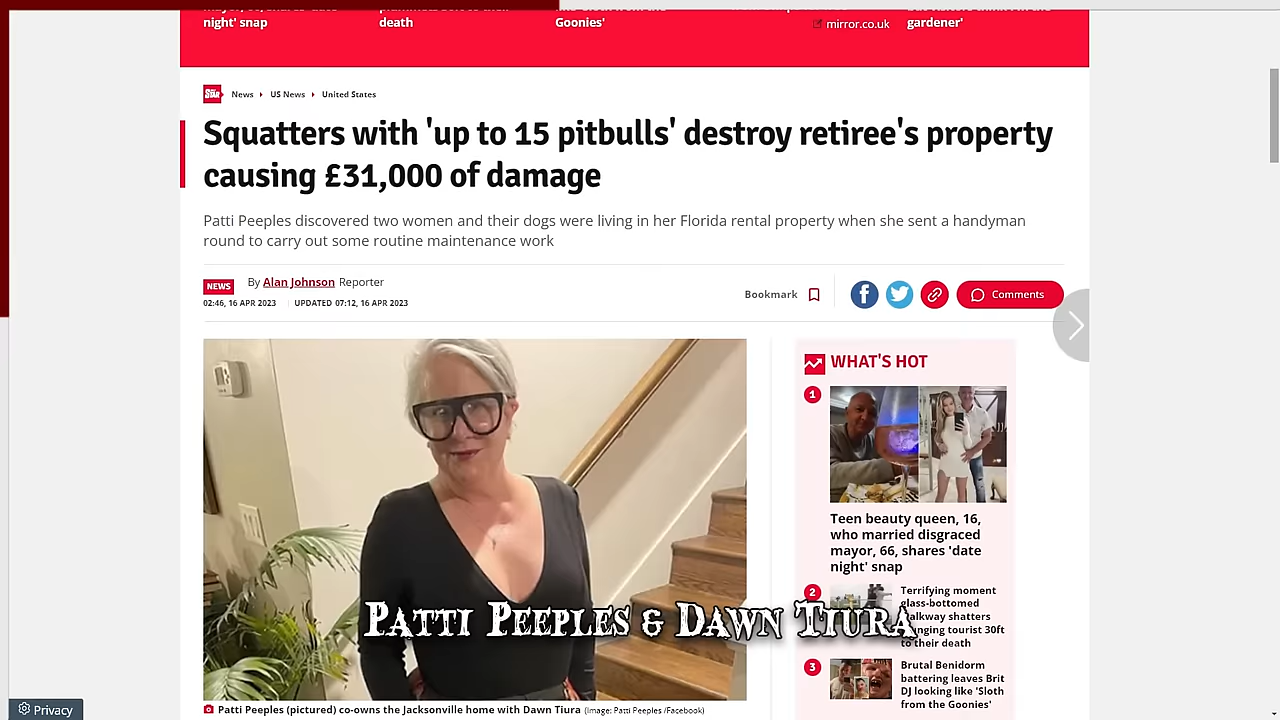 night' snap
death
Goonies'
mirror.co.uk
gardener'
STAR
News
US News
United States
Squatters with 'up to 15 pitbulls' destroy retiree's property
causing £31,000 of damage
Patti Peeples discovered two women and their dogs were living in her Florida rental property when she sent a handyman
round to carry out some routine maintenance work
NEWS
By Alan Johnson Reporter
02:46, 16 APR 2023
UPDATED 07:12, 16 APR 2023
Bookmark
Comments
WHAT'S HOT
1
Teen beauty queen, 16,
who married disgraced
mayor, 66, shares 'date
night' snap
2
Terrifying moment
glass-bottomed
walkway shatters
tourist 30ft
to their death
3
Brutal Benidorm
battering leaves Brit
DJ looking like 'Sloth
from the Goonies'
PATTI PEEPLES & DAWN TIURA
Patti Peeples (pictured) co-owns the Jacksonville home with Dawn Tiura (Image: Patti Peeples /Facebook)
Privacy